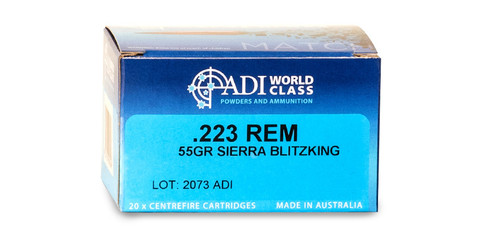 MATCH
ADI WORLD CLASS
POWDERS AND AMMUNITION
.223 REM
55GR SIERRA BLITZKING
LOT: 2073 ADI
20 x CENTREFIRE CARTRIDGES MADE IN AUSTRALIA